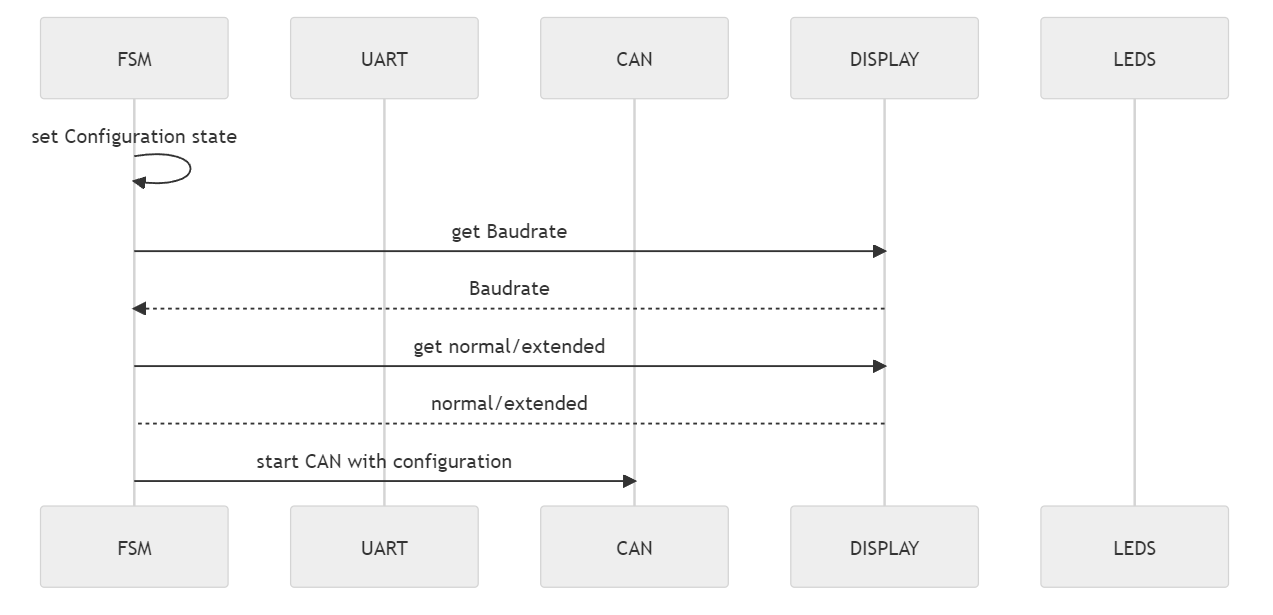 FSM
UART
CAN
DISPLAY
LEDS
set Configuration state
get Baudrate
Baudrate
get normal/extended
normal/extended
start CAN with configuration
FSM
UART
CAN
DISPLAY
LEDS